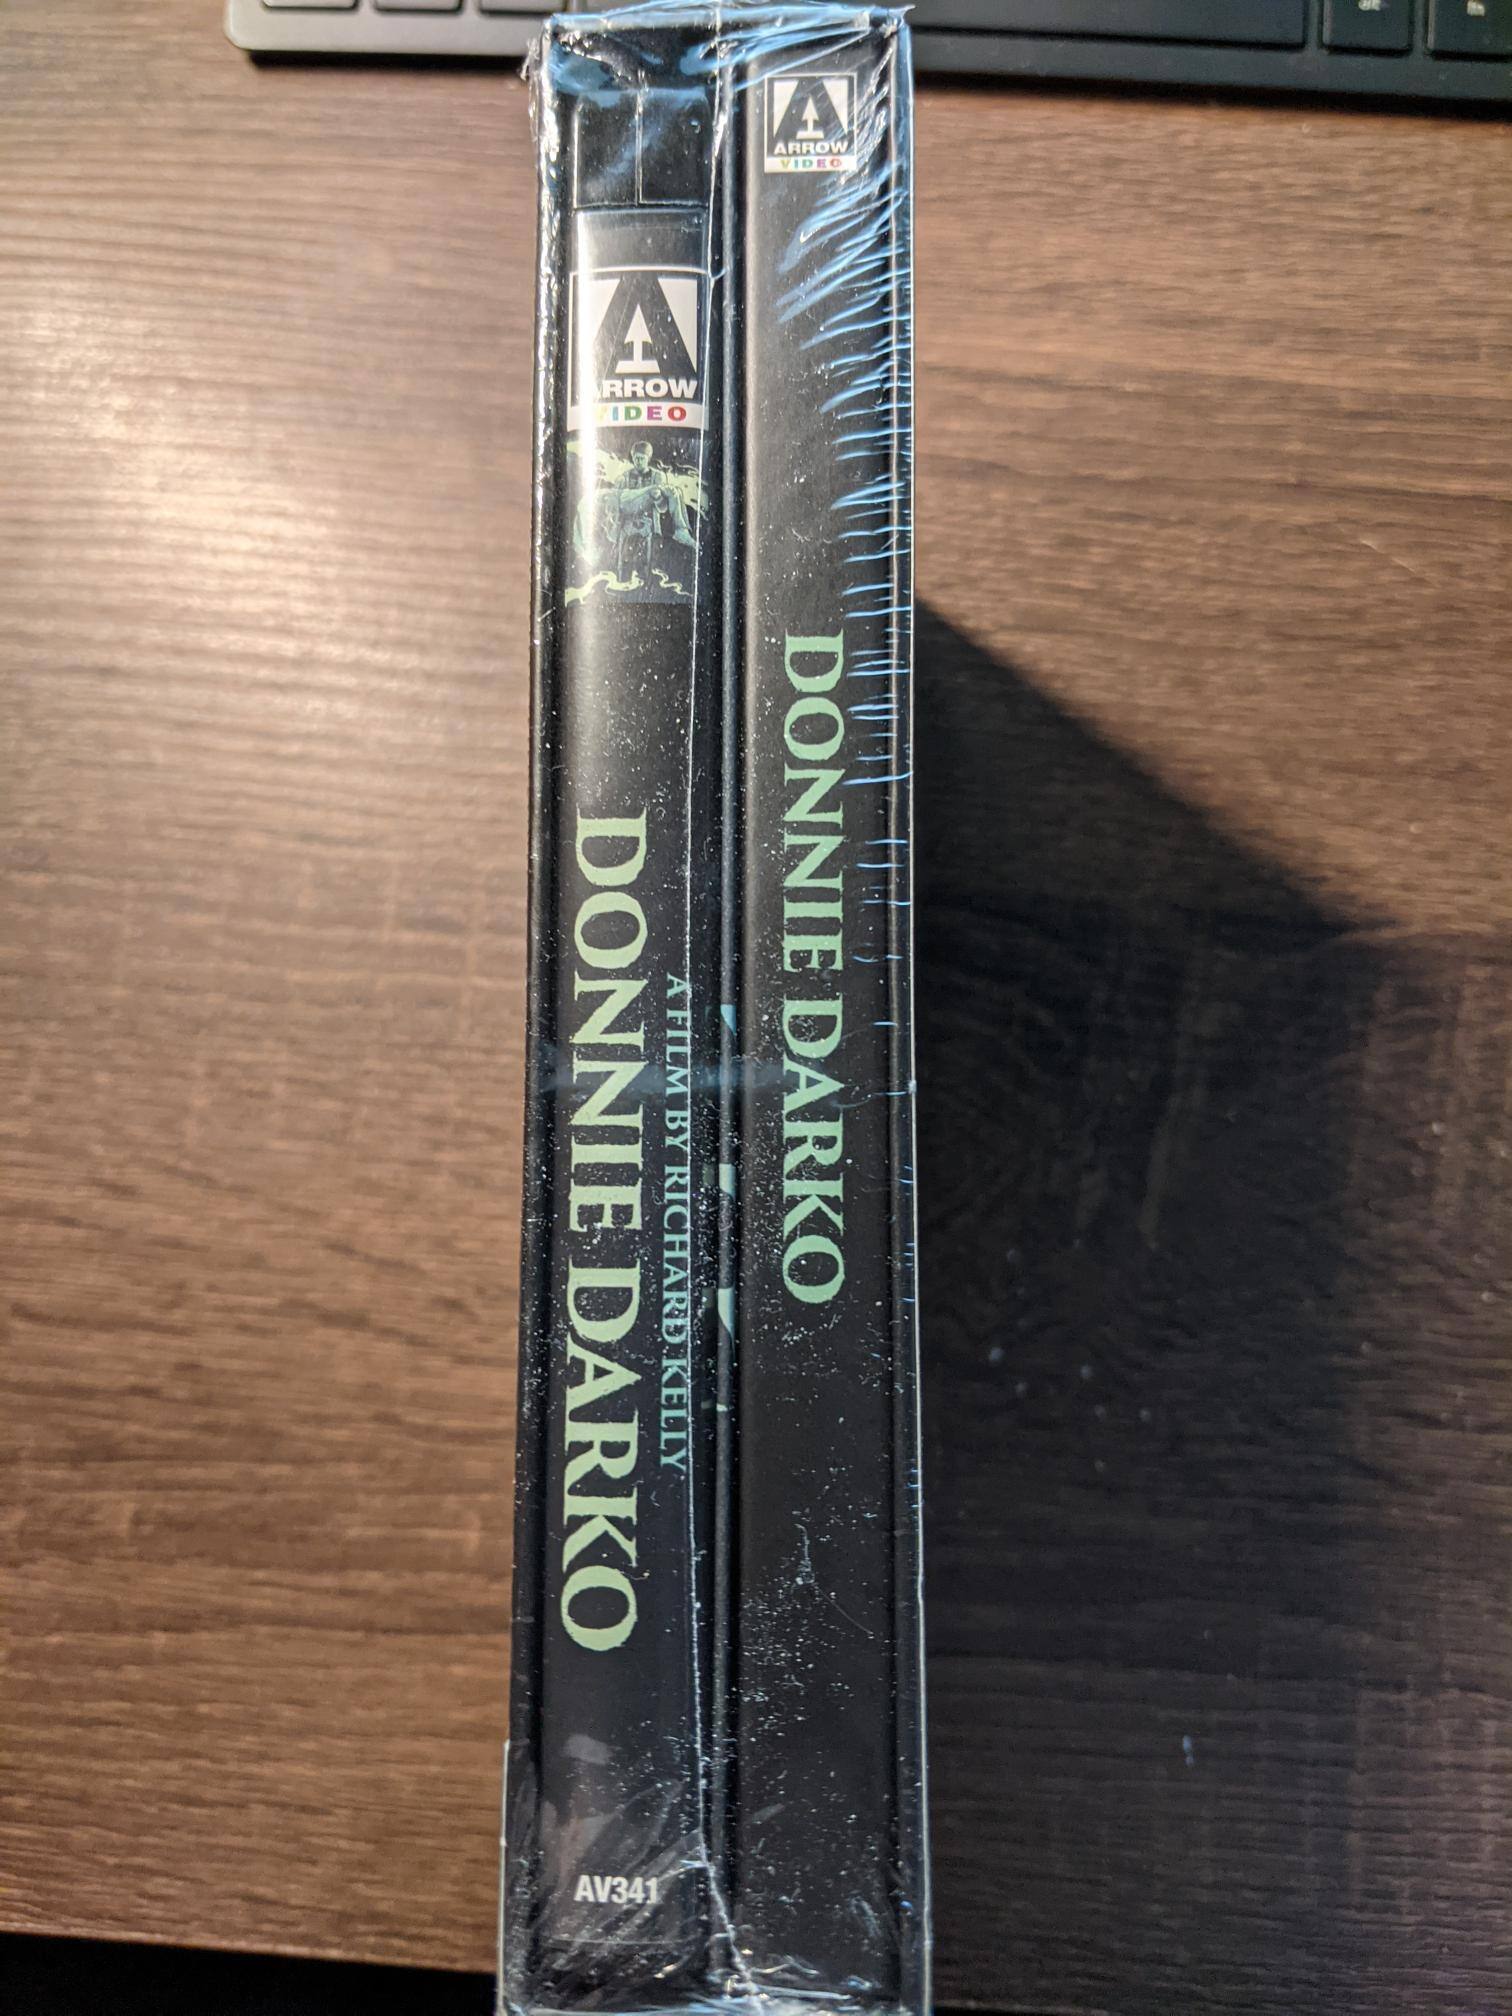 ARROW
VIDEO
DONNIE DARKO
A FILM BY RICHARD KELLY
AV341
ARROW
VIDEO
DONNIE DARKO